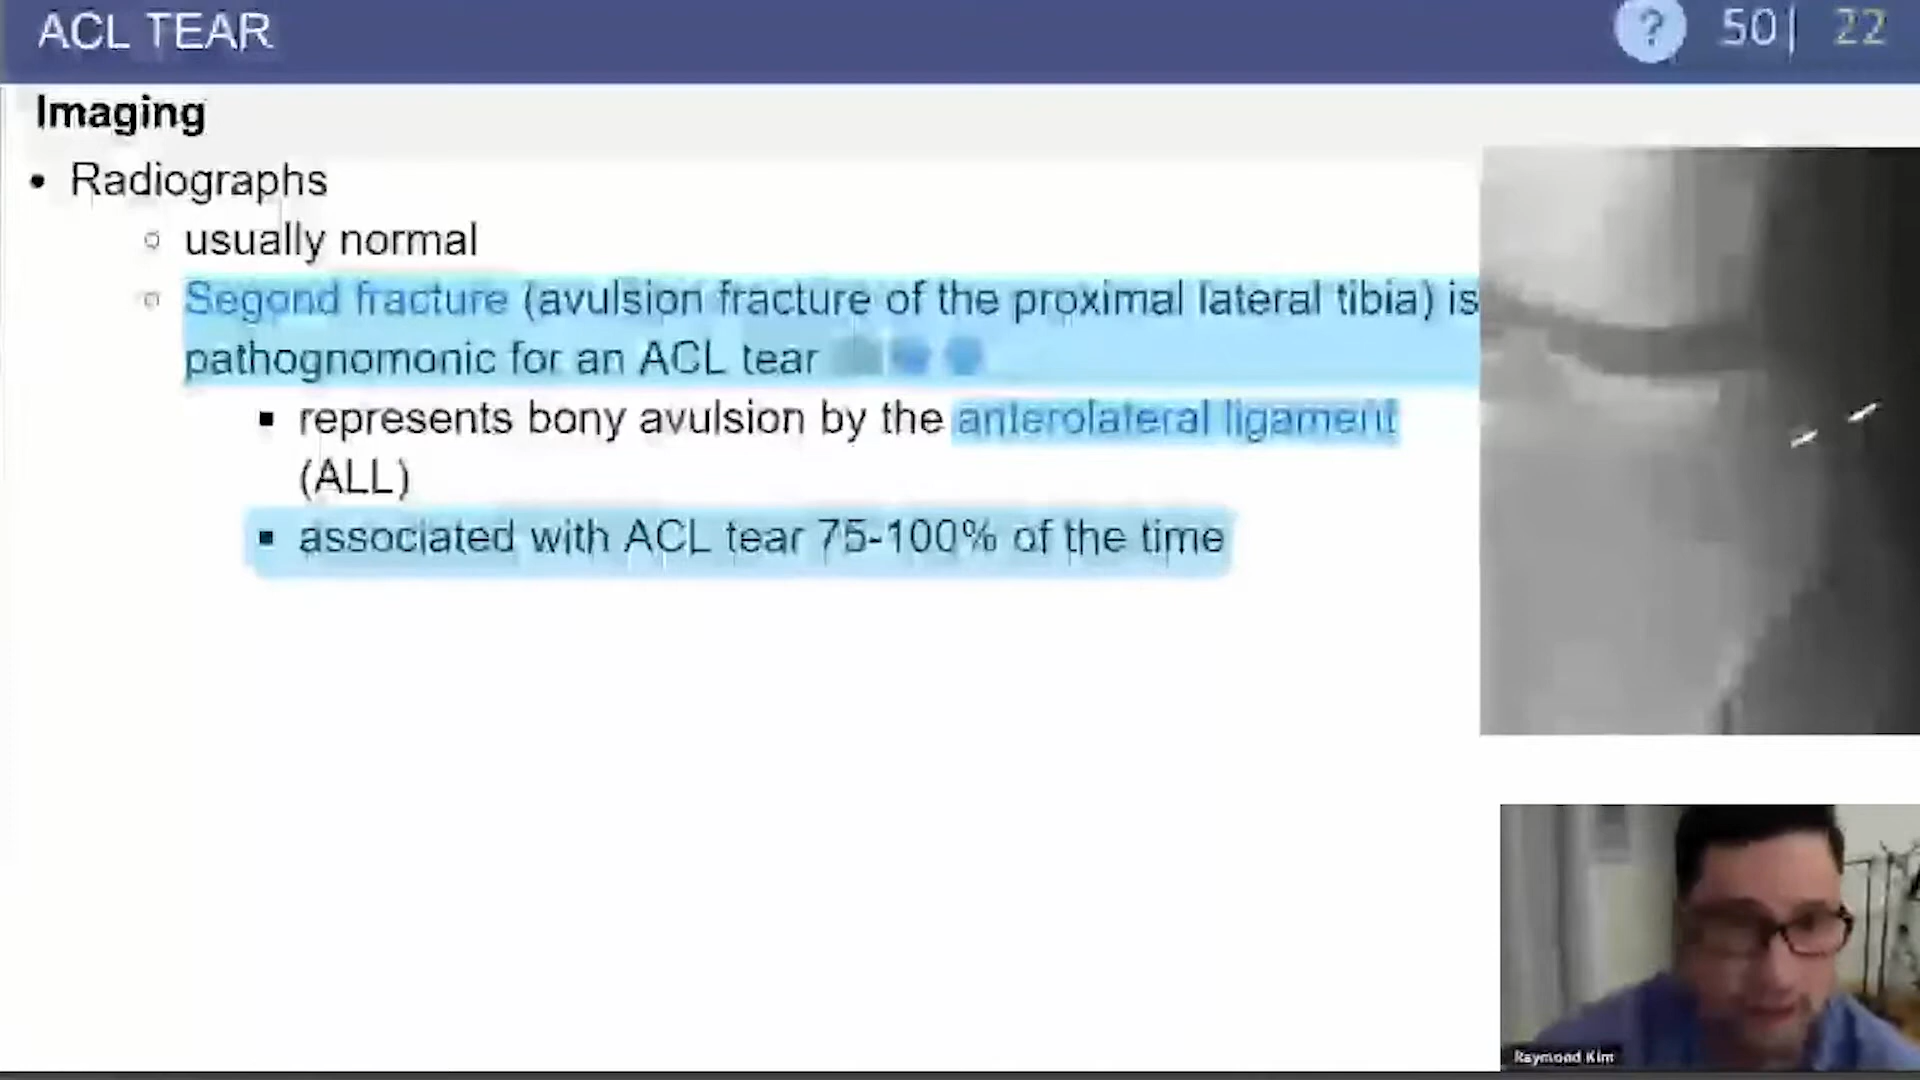 ACL TEAR
? 50| 22
Imaging
• Radiographs
○ usually normal
○ Segond fracture (avulsion fracture of the proximal lateral tibia) is
pathognomonic for an ACL tear
▪ represents bony avulsion by the anterolateral ligament
(ALL)
▪ associated with ACL tear 75-100% of the time
Raymond Kim